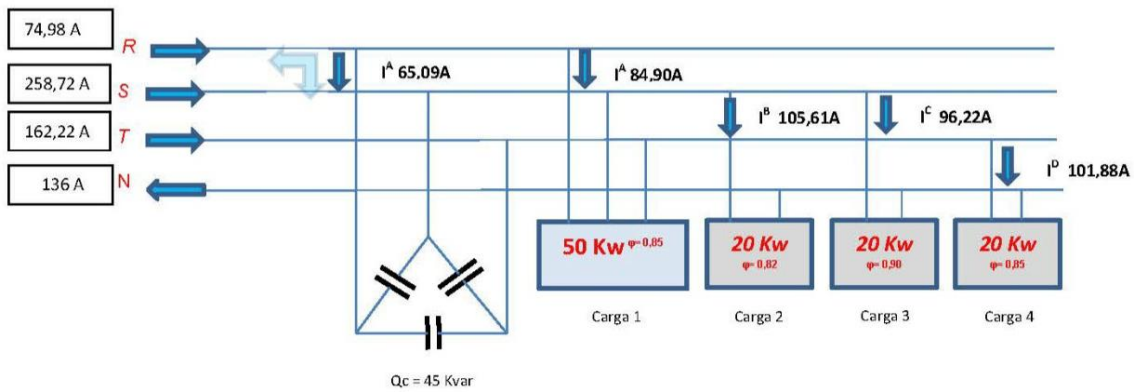 74,98 A
R
I^A 65,09A
I^A 84,90A
258,72 A
S
I^B 105,61A
I^C 96,22A
162,22 A
T
I^D 101,88A
136 A
N
50 Kw φ=0,85
20 Kw
φ=0,82
20 Kw
φ=0,90
20 Kw
φ=0,85
Carga 1
Carga 2
Carga 3
Carga 4
Qc = 45 Kvar